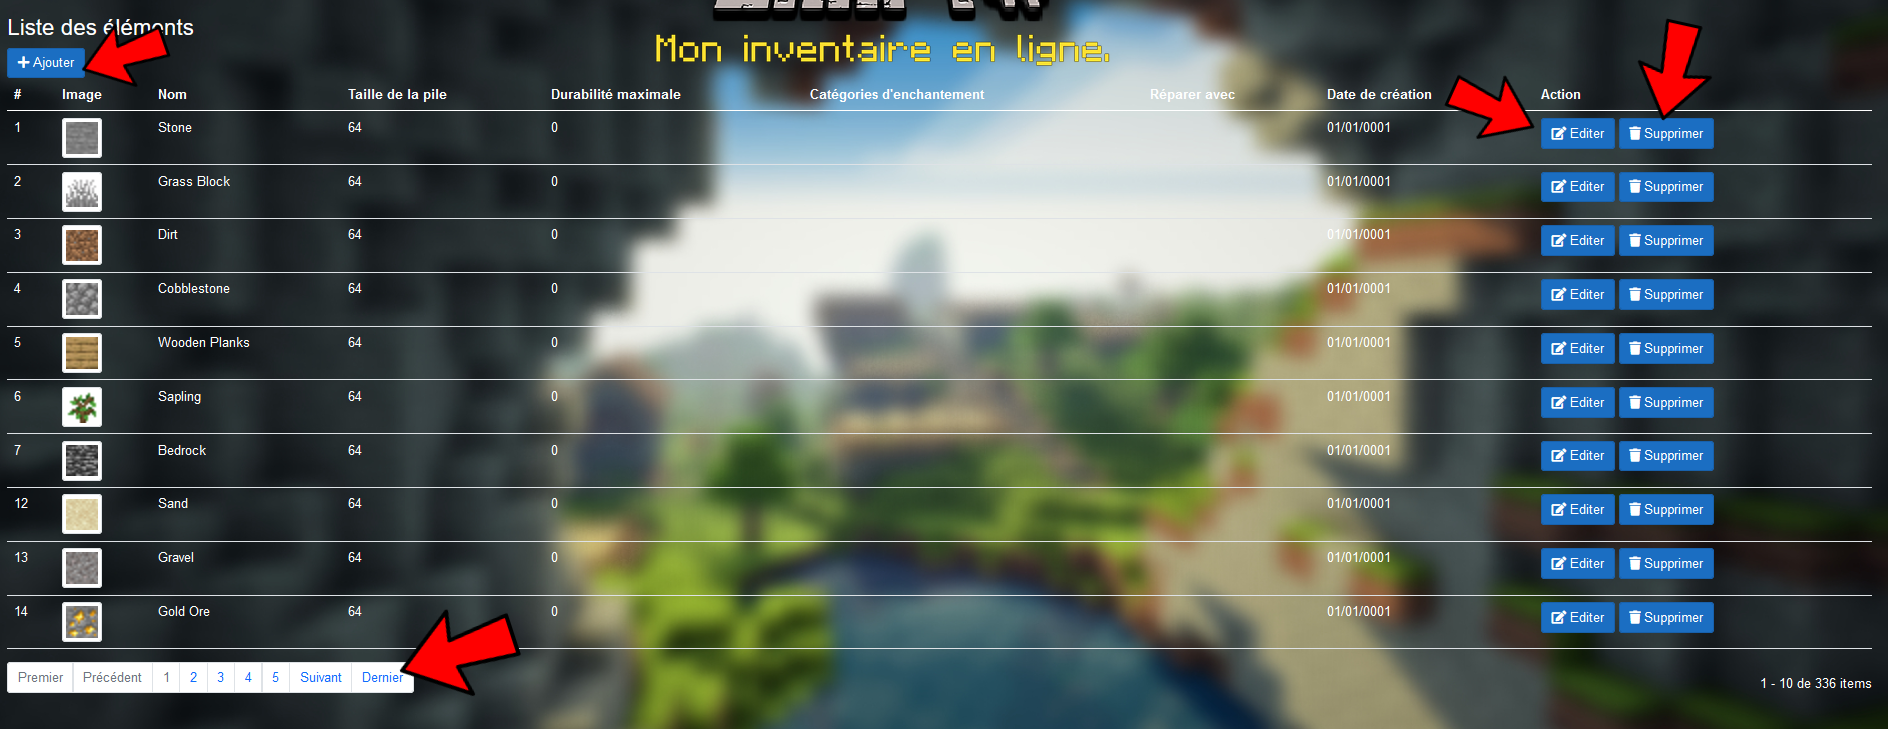 Liste des éléments
Mon inventaire en ligne.
Ajouter
# Image Nom Taille de la pile Durabilité maximale Catégories d'enchantement Réparer avec Date de création Action
1 Stone 64 0 01/01/0001 Editer Supprimer
2 Grass Block 64 0 01/01/0001 Editer Supprimer
3 Dirt 64 0 01/01/0001 Editer Supprimer
4 Cobblestone 64 0 01/01/0001 Editer Supprimer
5 Wooden Planks 64 0 01/01/0001 Editer Supprimer
6 Sapling 64 0 01/01/0001 Editer Supprimer
7 Bedrock 64 0 01/01/0001 Editer Supprimer
12 Sand 64 0 01/01/0001 Editer Supprimer
13 Gravel 64 0 01/01/0001 Editer Supprimer
14 Gold Ore 64 0 01/01/0001 Editer Supprimer
Premier Précédent 1 2 3 4 5 Suivant Dernier
1 - 10 de 336 items